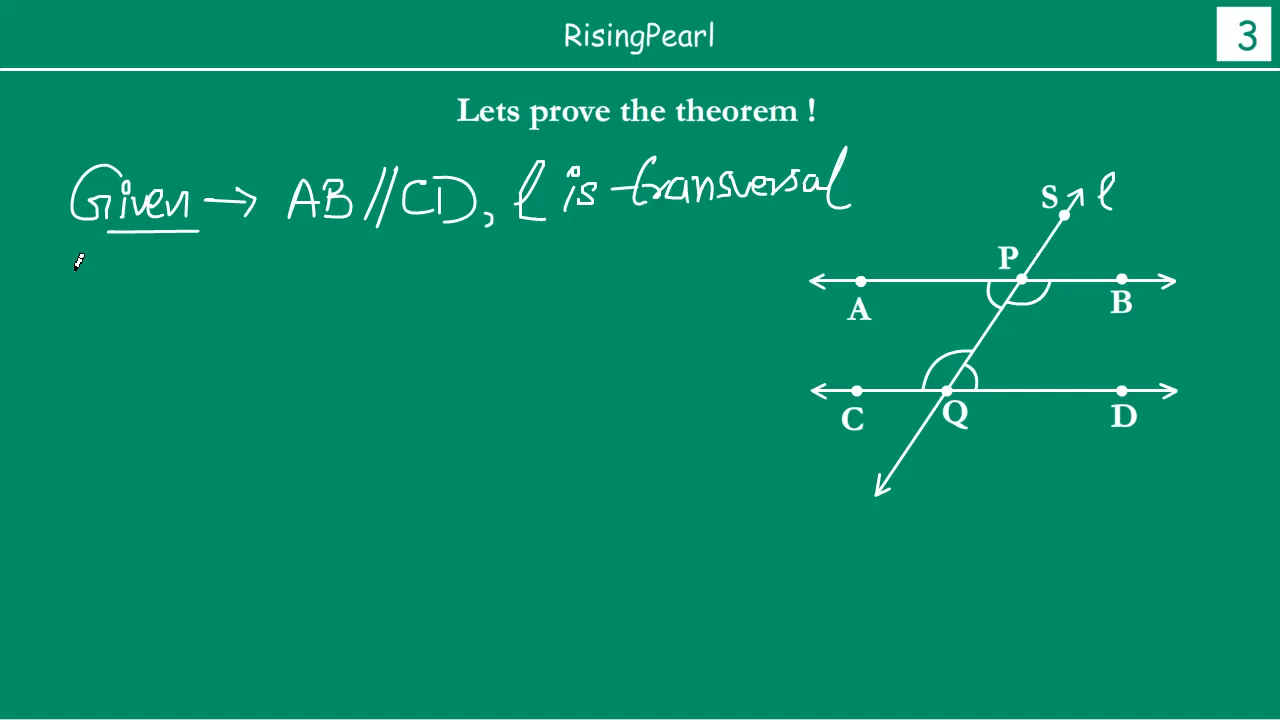 RisingPearl
3
Lets prove the theorem !
Given → AB//CD, l is transversal
S l
P
A B
C Q D